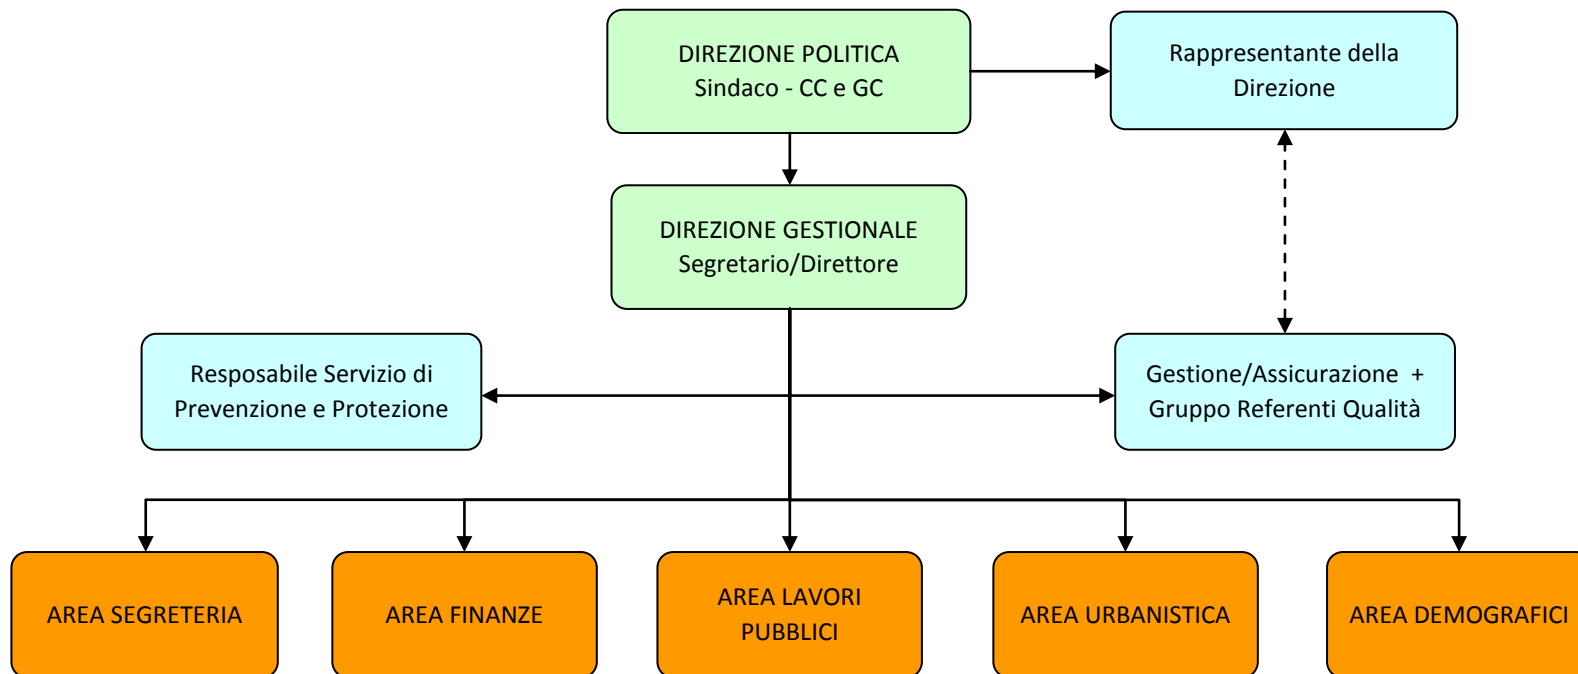 DIREZIONE POLITICA
Sindaco - CC e GC
Rappresentante della
Direzione
DIREZIONE GESTIONALE
Segretario/Direttore
Resposabile Servizio di
Prevenzione e Protezione
Gestione/Assicurazione +
Gruppo Referenti Qualità
AREA SEGRETERIA
AREA FINANZE
AREA LAVORI
PUBBLICI
AREA URBANISTICA
AREA DEMOGRAFICI